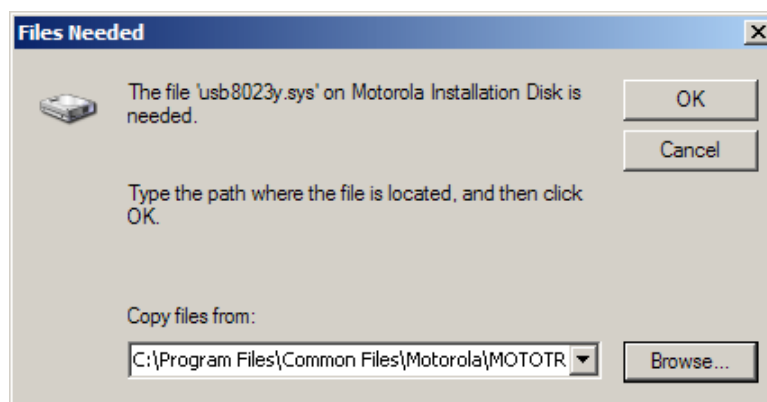 Files Needed
The file 'usb8023y.sys' on Motorola Installation Disk is
needed.
OK
Cancel
Type the path where the file is located, and then click
OK.
Copy files from:
C:\Program Files\Common Files\Motorola\MOTOTR
Browse...